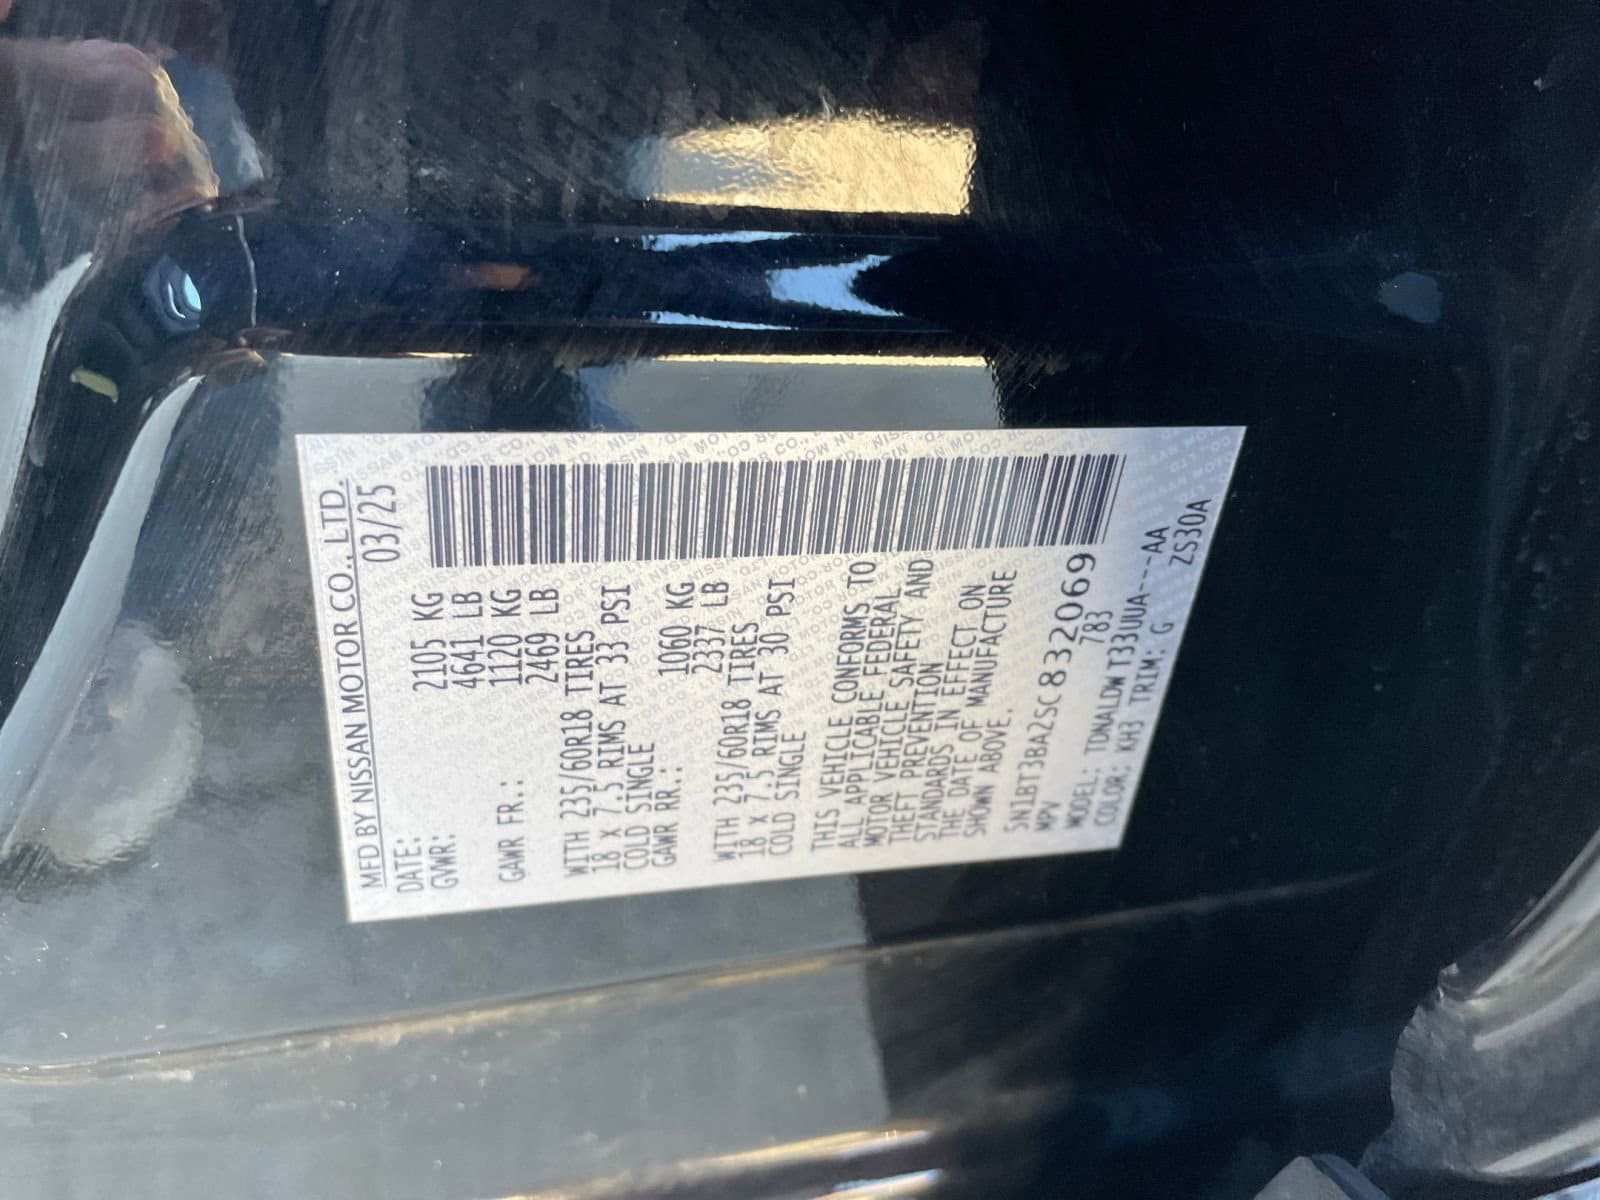 MFD BY NISSAN MOTOR CO., LTD.
DATE: 03/25
GVWR: 2105 KG
4641 LB
GAWR FR.: 1120 KG
2469 LB
WITH 235/60R18 TIRES
18 X 7.5 RIMS AT 33 PSI
COLD SINGLE
GAWR RR.: 1060 KG
2337 LB
WITH 235/60R18 TIRES
18 X 7.5 RIMS AT 30 PSI
COLD SINGLE
THIS VEHICLE CONFORMS TO
ALL APPLICABLE FEDERAL
MOTOR VEHICLE SAFETY AND
THEFT PREVENTION
STANDARDS IN EFFECT ON
THE DATE OF MANUFACTURE
SHOWN ABOVE.
5N1BT3BA2SC832069
MPV 783
MODEL: TDNALDWT33UUA---AA
COLOR: KH3 TRIM: G ZS30A